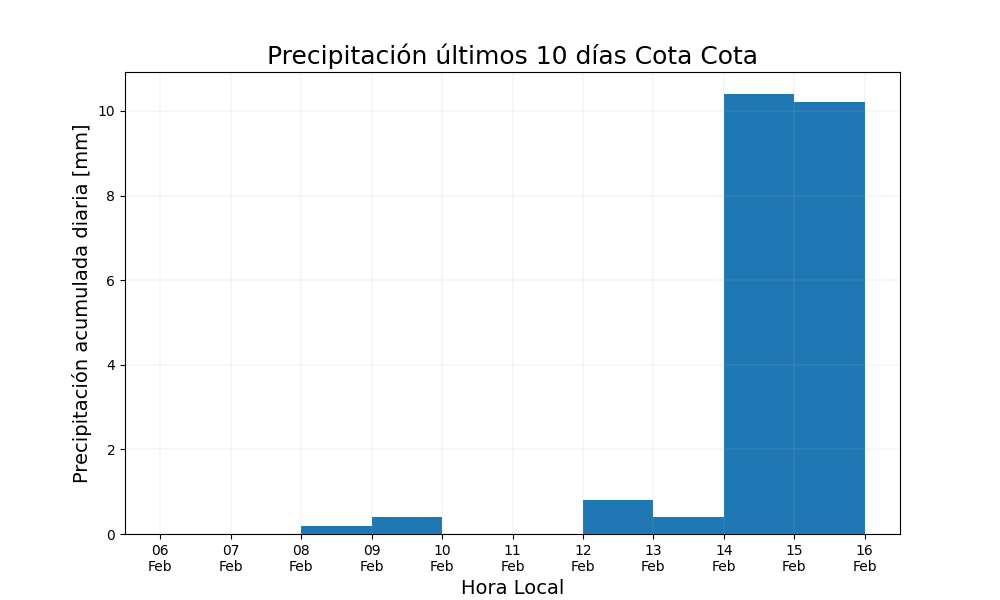 Precipitación últimos 10 días Cota Cota
Precipitación acumulada diaria [mm]
10
8
6
4
2
0
06 07 08 09 10 11 12 13 14 15 16
Feb Feb Feb Feb Feb Feb Feb Feb Feb Feb Feb
Hora Local